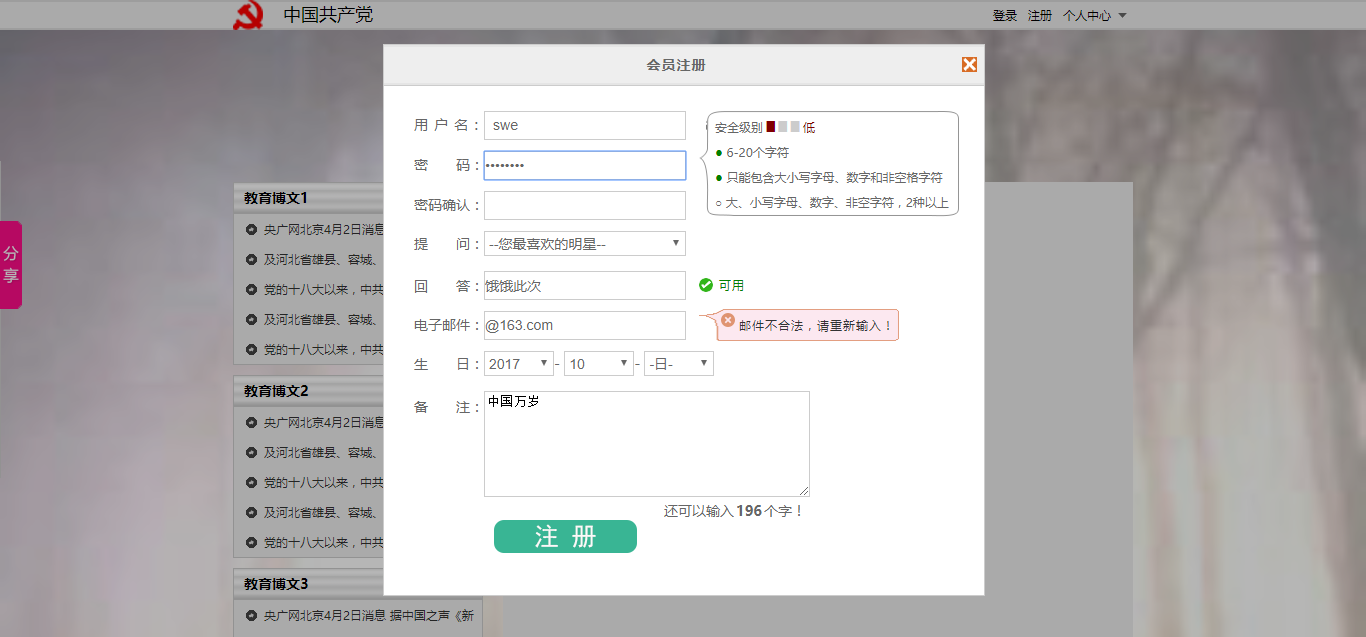 中国共产党
登录 注册 个人中心
会员注册
用 户 名： swe
安全级别 低
6-20个字符
只能包含大小写字母、数字和非空格字符
大、小写字母、数字、非空字符，2种以上
密 码： ••••••••
密码确认：
提 问： --您最喜欢的明星--
回 答： 饿饿此次 可用
电子邮件： @163.com 邮件不合法，请重新输入！
生 日： 2017 - 10 - -日-
备 注： 中国万岁
还可以输入196个字！
注 册
分
享
教育博文1
央广网北京4月2日消息
及河北省雄县、容城、
党的十八大以来，中共
及河北省雄县、容城、
党的十八大以来，中共
教育博文2
央广网北京4月2日消息
及河北省雄县、容城、
党的十八大以来，中共
及河北省雄县、容城、
党的十八大以来，中共
教育博文3
央广网北京4月2日消息 据中国之声《新